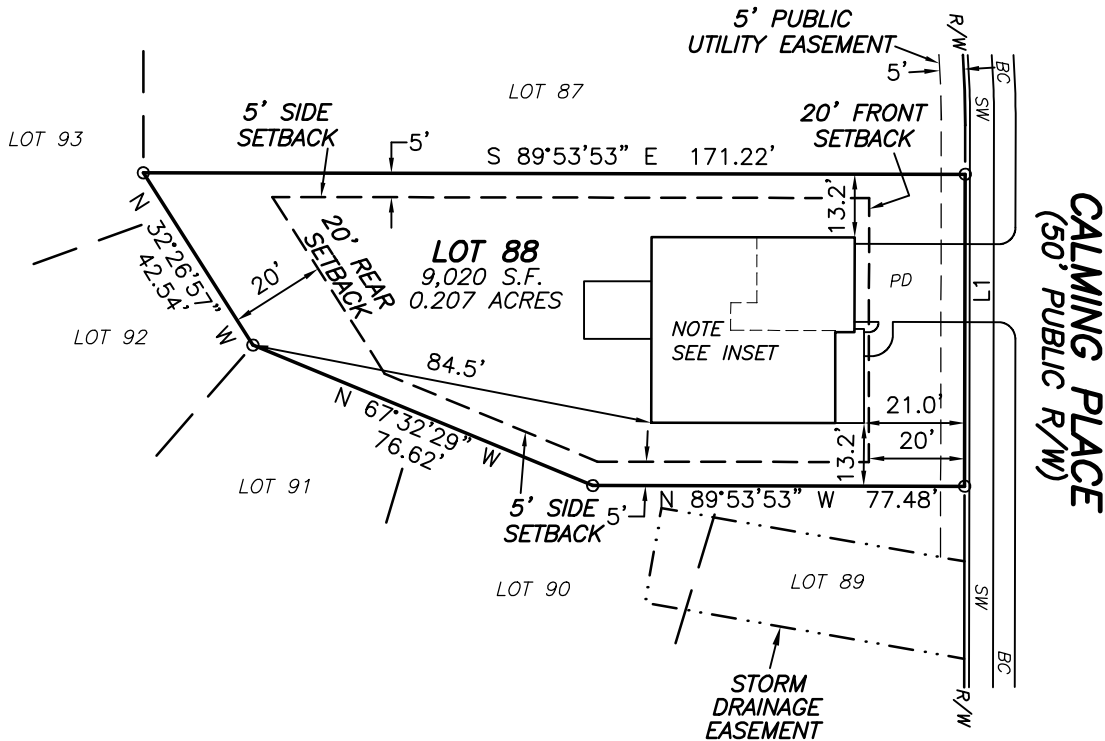 5' PUBLIC
UTILITY EASEMENT
5'
R/W
BC
SW
LOT 87
LOT 93
5' SIDE
SETBACK
5'
20' FRONT
SETBACK
S 89°53'53" E 171.22'
13.2'
N 32°26'57" W
42.54'
20'
20' REAR
SETBACK
LOT 88
9,020 S.F.
0.207 ACRES
PD
L1
CALMING PLACE
(50' PUBLIC R/W)
NOTE
SEE INSET
LOT 92
84.5'
N 67°32'29" W
76.62'
21.0'
20'
13.2'
LOT 91
5' SIDE
SETBACK
5'
N 89°53'53" W 77.48'
LOT 90
LOT 89
SW
BC
STORM
DRAINAGE
EASEMENT
R/W